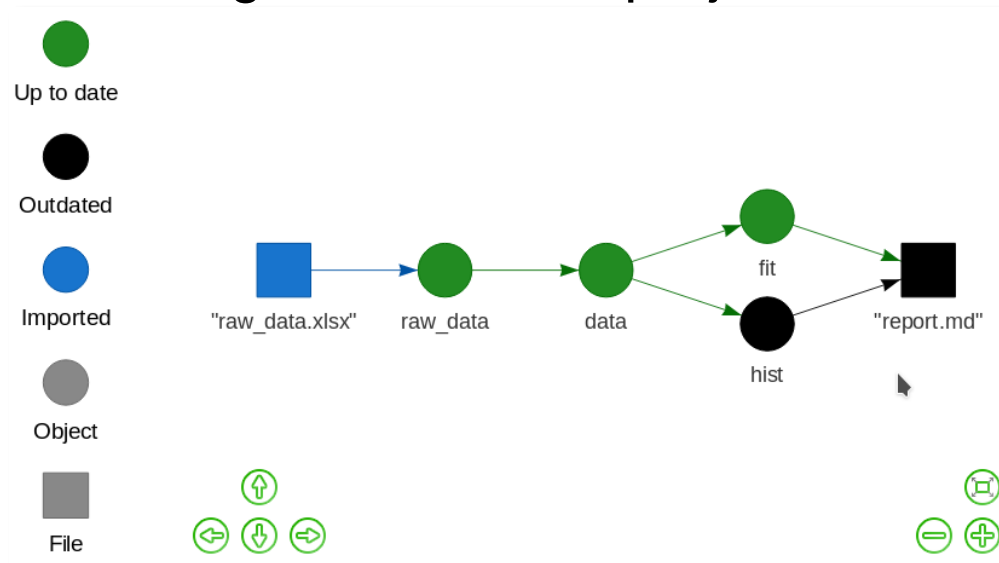 Up to date
Outdated
Imported
Object
File
"raw_data.xlsx"
raw_data
data
fit
hist
"report.md"